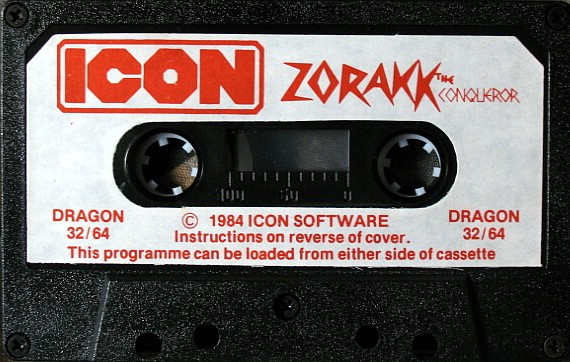 ICON
ZORAKK THE
CONQUEROR
100 50 0
DRAGON
32/64
© 1984 ICON SOFTWARE
Instructions on reverse of cover.
DRAGON
32/64
This programme can be loaded from either side of cassette